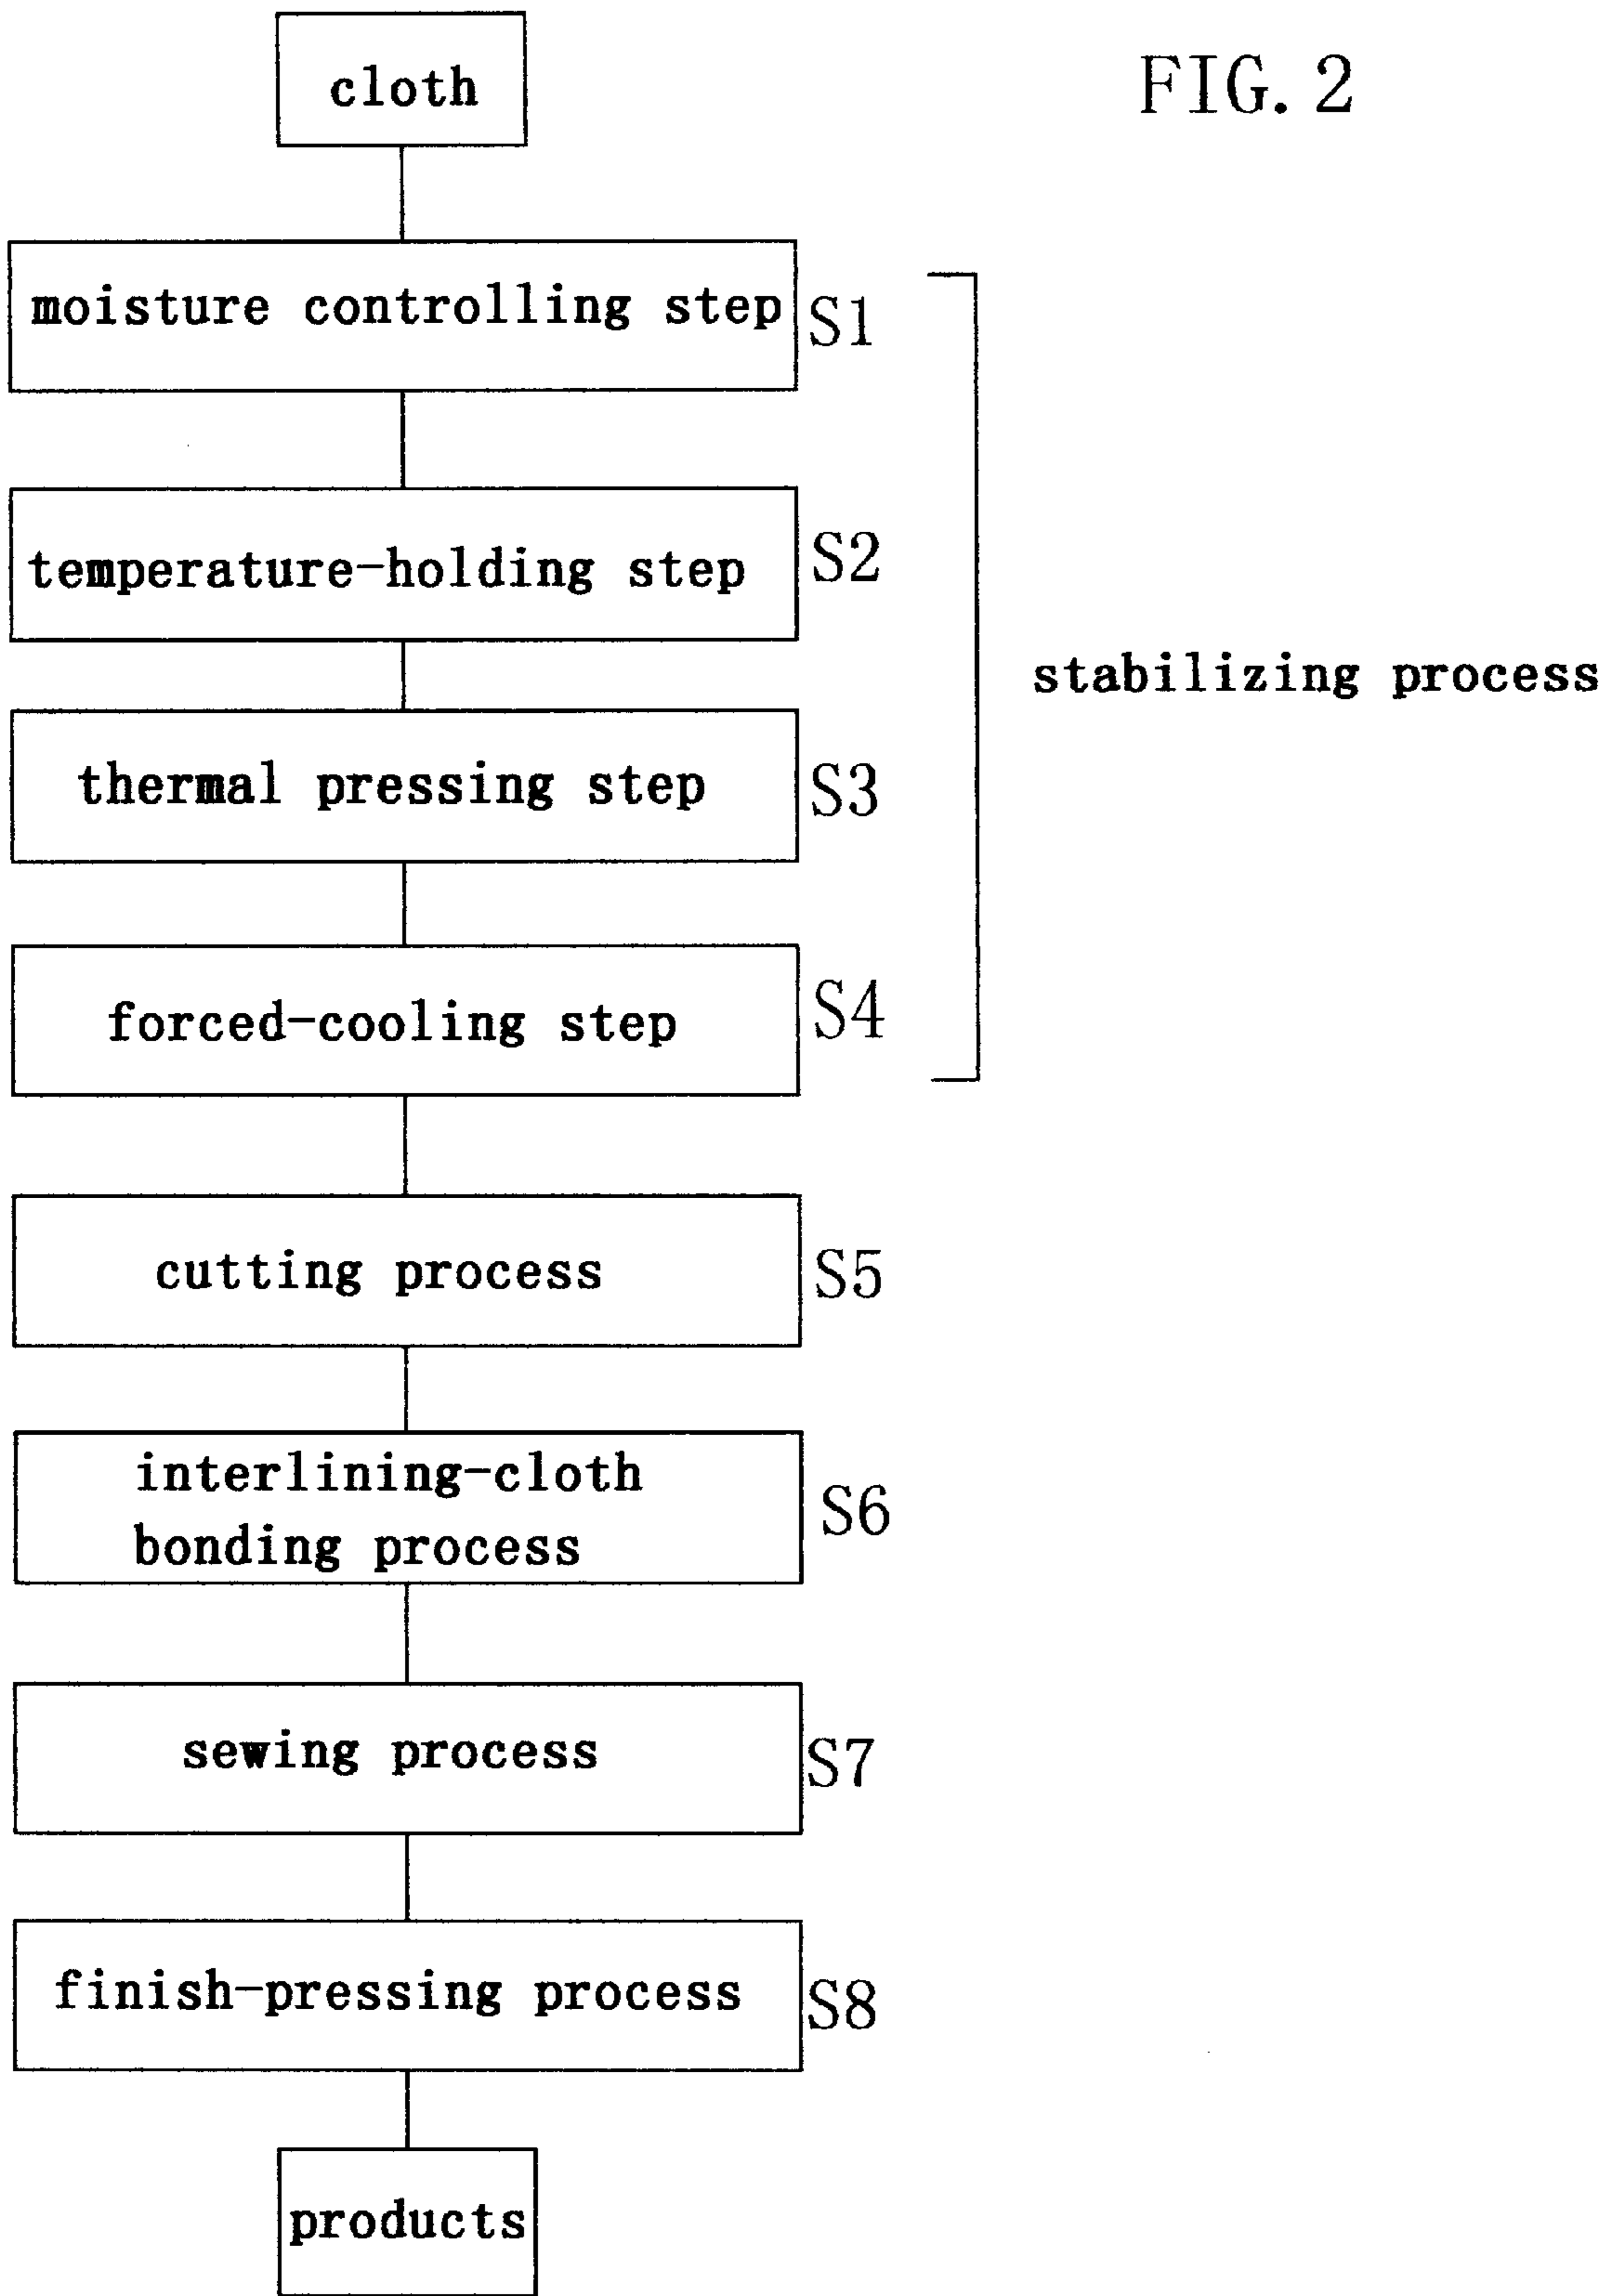 FIG. 2
cloth
moisture controlling step S1
temperature-holding step S2
thermal pressing step S3
forced-cooling step S4
stabilizing process
cutting process S5
interlining-cloth
bonding process S6
sewing process S7
finish-pressing process S8
products